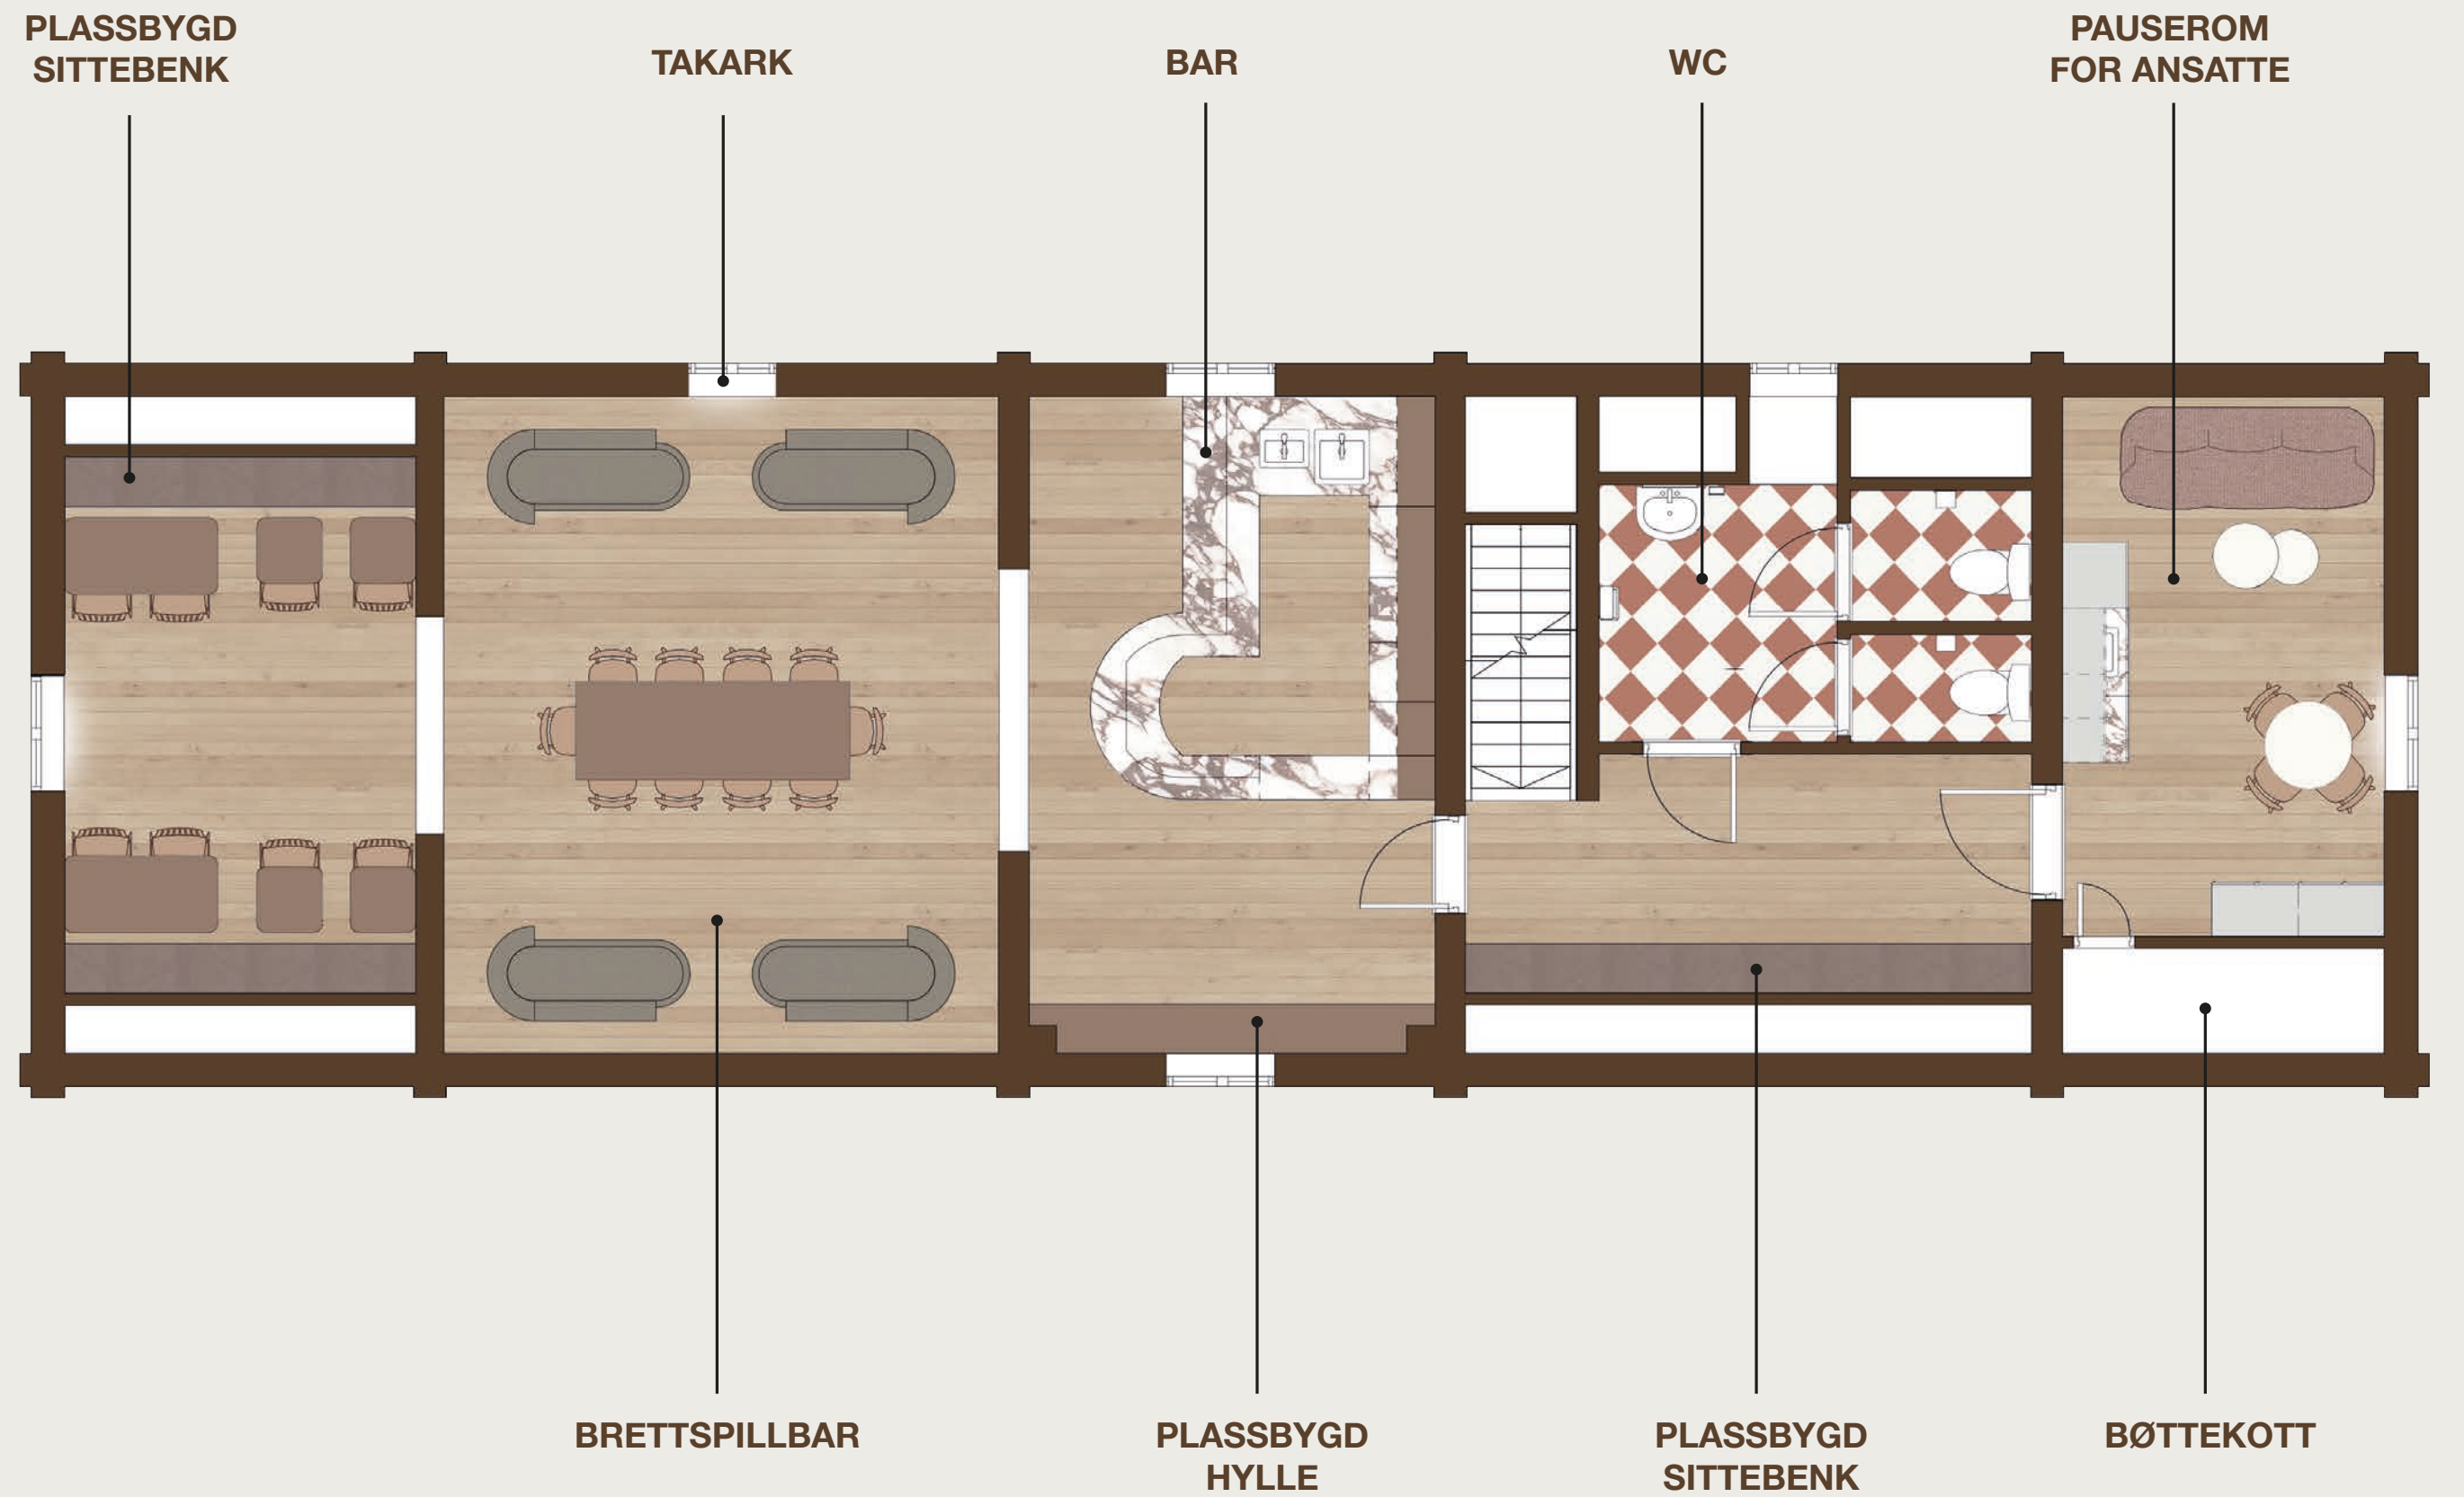 PLASSBYGD
SITTEBENK
TAKARK
BAR
WC
PAUSEROM
FOR ANSATTE
BRETTSPILLBAR
PLASSBYGD
HYLLE
PLASSBYGD
SITTEBENK
BØTTEKOTT